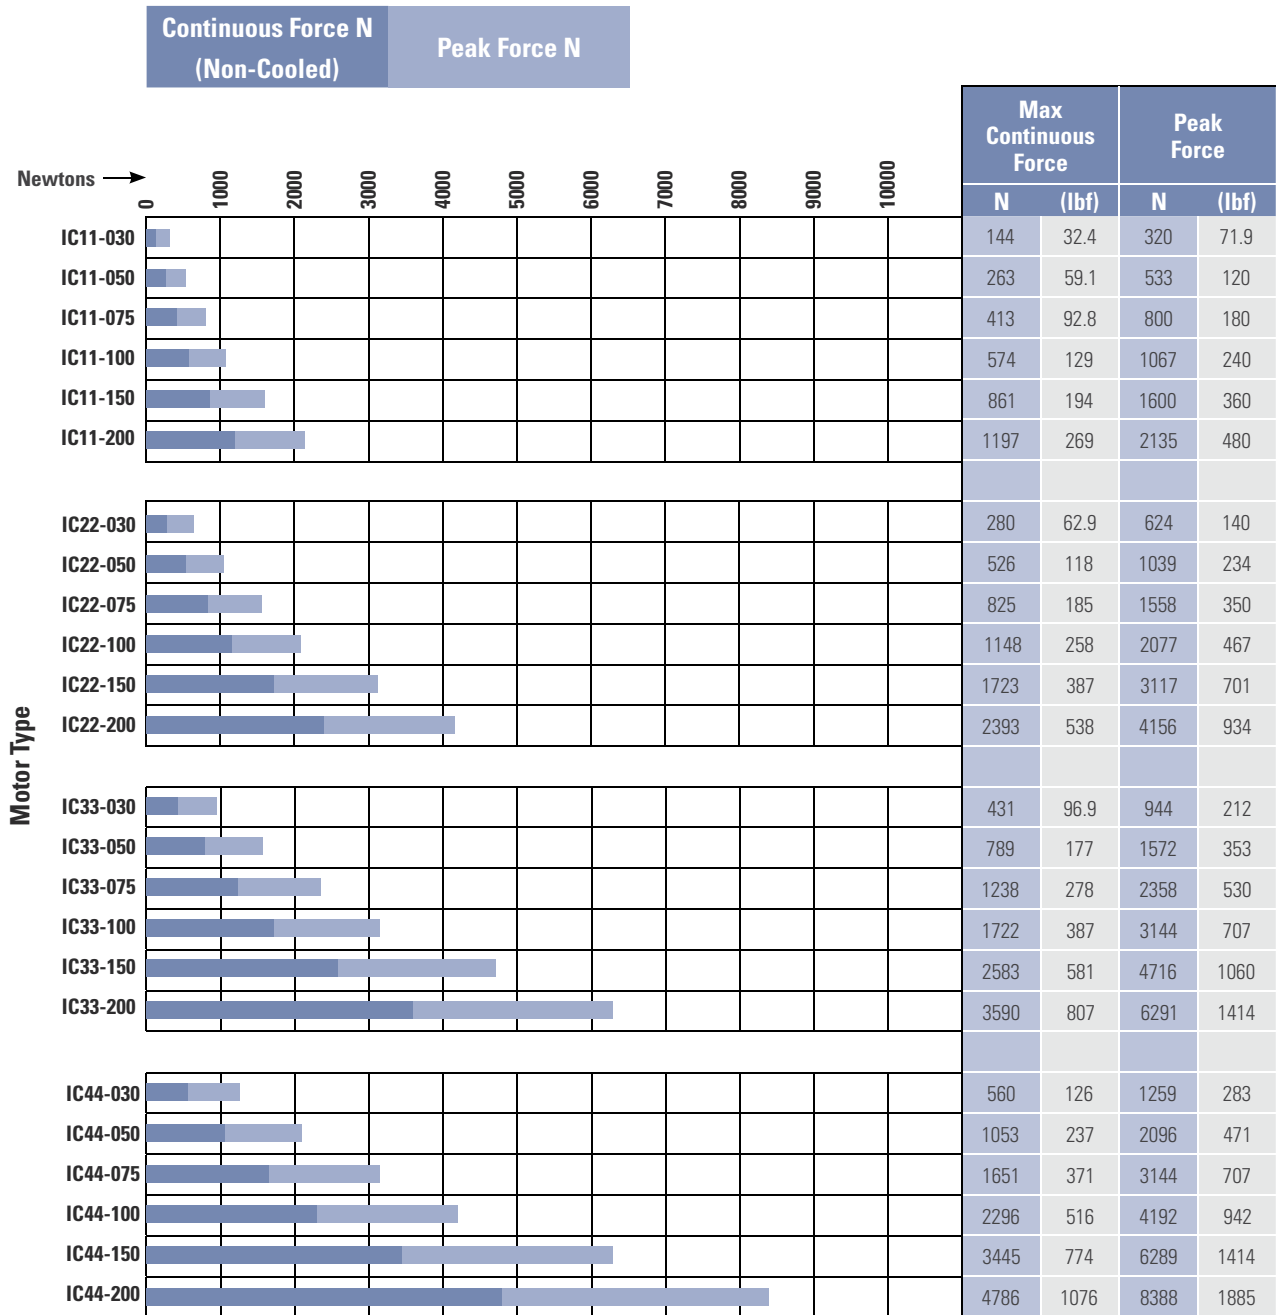 Continuous Force N
(Non-Cooled)
Peak Force N
Max
Continuous
Force
Peak
Force
Newtons
0 1000 2000 3000 4000 5000 6000 7000 8000 9000 10000
N (lbf) N (lbf)
Motor Type
IC11-030 144 32.4 320 71.9
IC11-050 263 59.1 533 120
IC11-075 413 92.8 800 180
IC11-100 574 129 1067 240
IC11-150 861 194 1600 360
IC11-200 1197 269 2135 480
IC22-030 280 62.9 624 140
IC22-050 526 118 1039 234
IC22-075 825 185 1558 350
IC22-100 1148 258 2077 467
IC22-150 1723 387 3117 701
IC22-200 2393 538 4156 934
IC33-030 431 96.9 944 212
IC33-050 789 177 1572 353
IC33-075 1238 278 2358 530
IC33-100 1722 387 3144 707
IC33-150 2583 581 4716 1060
IC33-200 3590 807 6291 1414
IC44-030 560 126 1259 283
IC44-050 1053 237 2096 471
IC44-075 1651 371 3144 707
IC44-100 2296 516 4192 942
IC44-150 3445 774 6289 1414
IC44-200 4786 1076 8388 1885